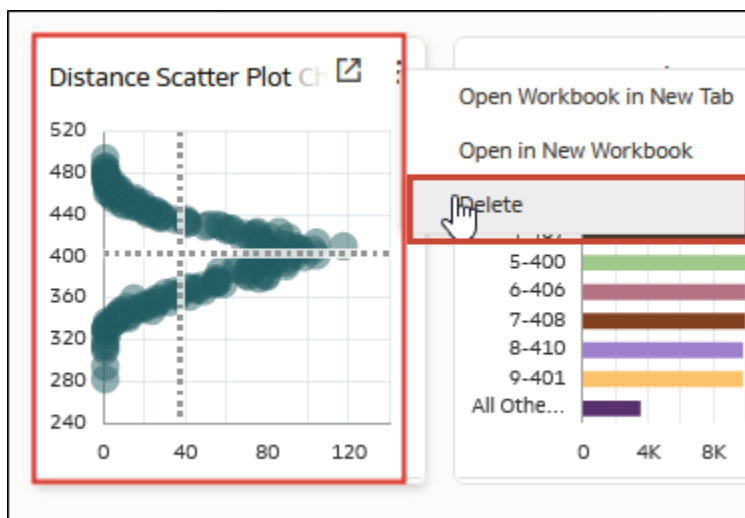 Distance Scatter Plot
520
480
440
400
360
320
280
240
0 40 80 120
Open Workbook in New Tab
Open in New Workbook
Delete
5-400
6-406
7-408
8-410
9-401
All Othe...
0 4K 8K